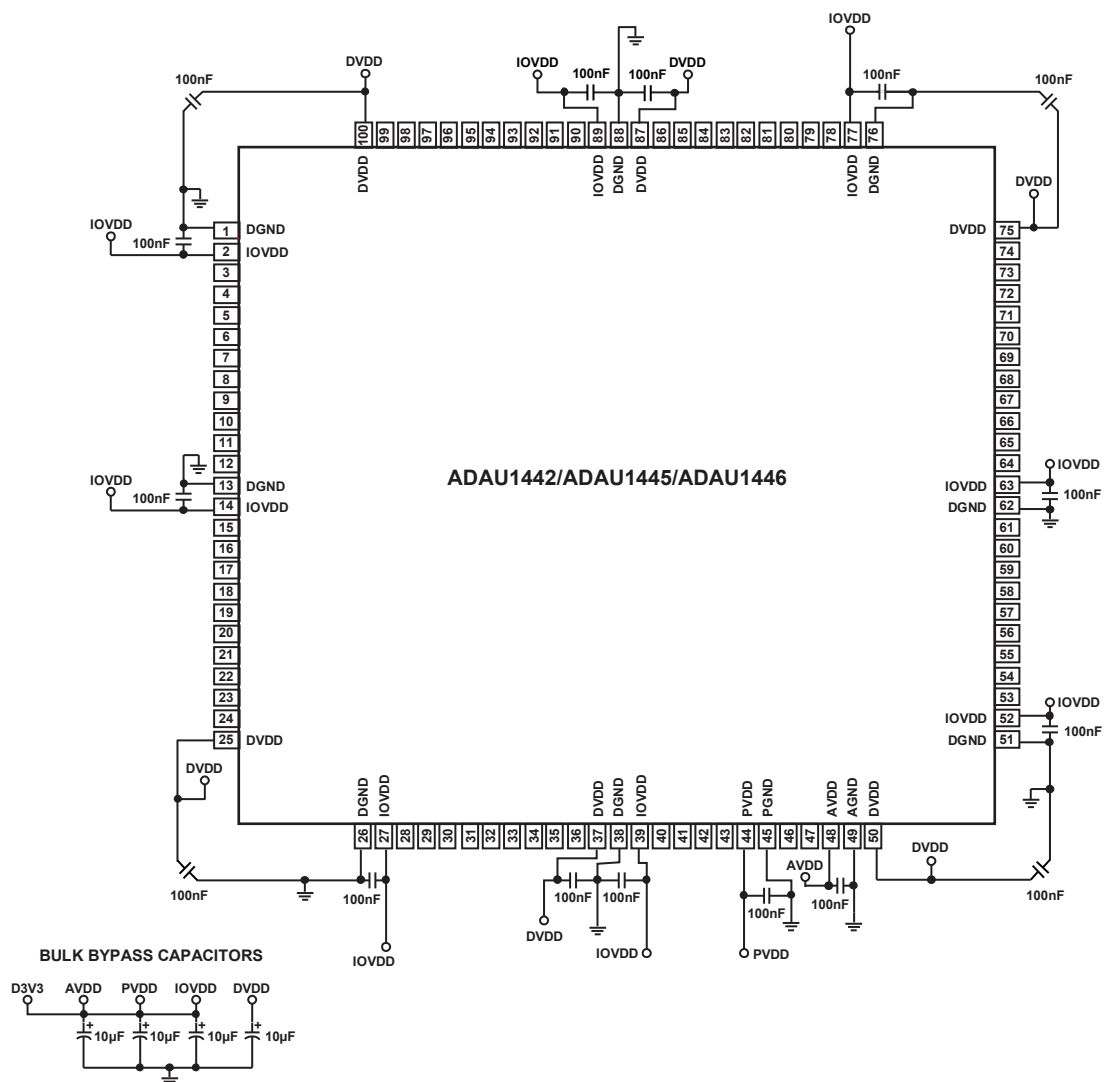 IOVDD
100nF
DVDD
IOVDD
100nF
100nF
DVDD
100nF
100nF
100
99
98
97
96
95
94
93
92
91
90
89
88
87
86
85
84
83
82
81
80
79
78
77
76
DVDD
IOVDD
DGND
DVDD
IOVDD
DGND
DVDD
IOVDD
100nF
1 DGND
2 IOVDD
3
4
5
6
7
8
9
10
11
12
IOVDD
100nF
13 DGND
14 IOVDD
15
16
17
18
19
20
21
22
23
24
25 DVDD
DVDD
ADAU1442/ADAU1445/ADAU1446
DVDD 75
74
73
72
71
70
69
68
67
66
65
64
IOVDD
IOVDD 63
100nF
DGND 62
61
60
59
58
57
56
55
54
53
IOVDD
IOVDD 52
100nF
DGND 51
DGND
IOVDD
DVDD
DGND
IOVDD
PVDD
PGND
AVDD
AGND
DVDD
26
27
28
29
30
31
32
33
34
35
36
37
38
39
40
41
42
43
44
45
46
47
48
49
50
100nF
100nF
IOVDD
100nF
100nF
DVDD
IOVDD
100nF
PVDD
AVDD
100nF
DVDD
100nF
BULK BYPASS CAPACITORS
D3V3 AVDD PVDD IOVDD DVDD
+ + + +
10µF 10µF 10µF 10µF